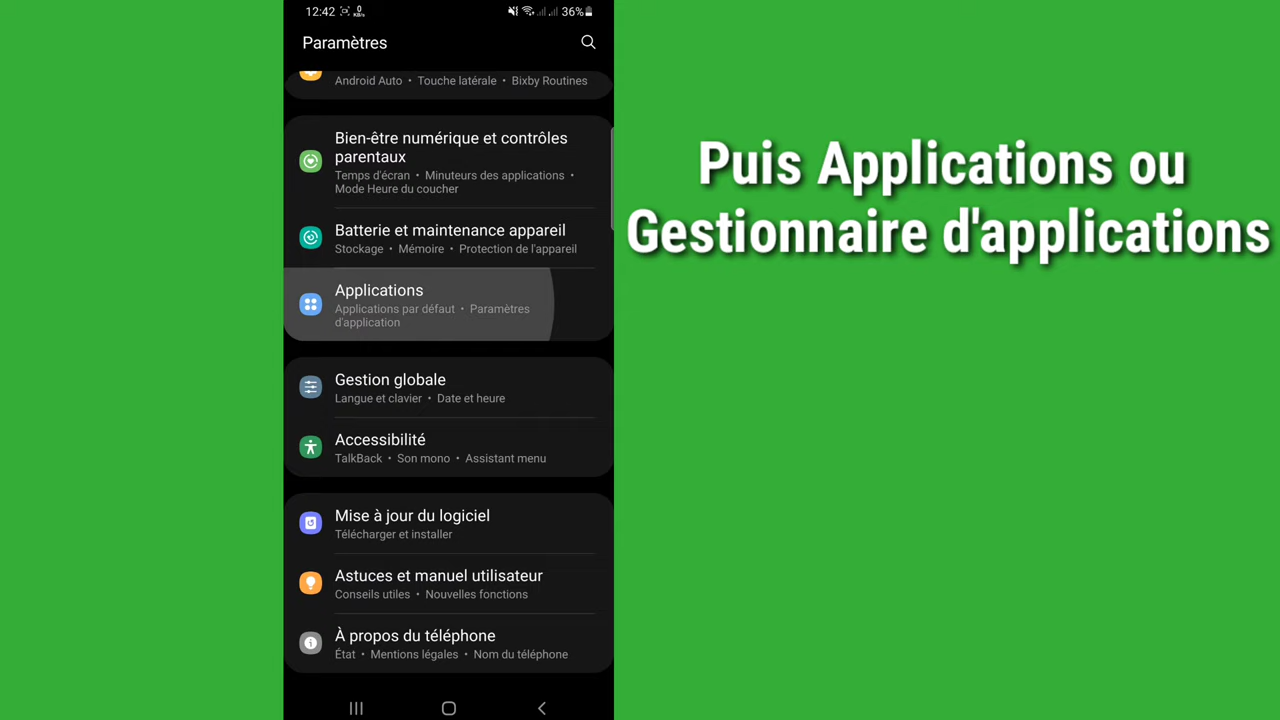 12:42 0 KB/s 36%
Paramètres
Android Auto • Touche latérale • Bixby Routines
Bien-être numérique et contrôles
parentaux
Temps d'écran • Minuteurs des applications •
Mode Heure du coucher
Batterie et maintenance appareil
Stockage • Mémoire • Protection de l'appareil
Applications
Applications par défaut • Paramètres
d'application
Gestion globale
Langue et clavier • Date et heure
Accessibilité
TalkBack • Son mono • Assistant menu
Mise à jour du logiciel
Télécharger et installer
Astuces et manuel utilisateur
Conseils utiles • Nouvelles fonctions
À propos du téléphone
État • Mentions légales • Nom du téléphone
Puis Applications ou
Gestionnaire d'applications